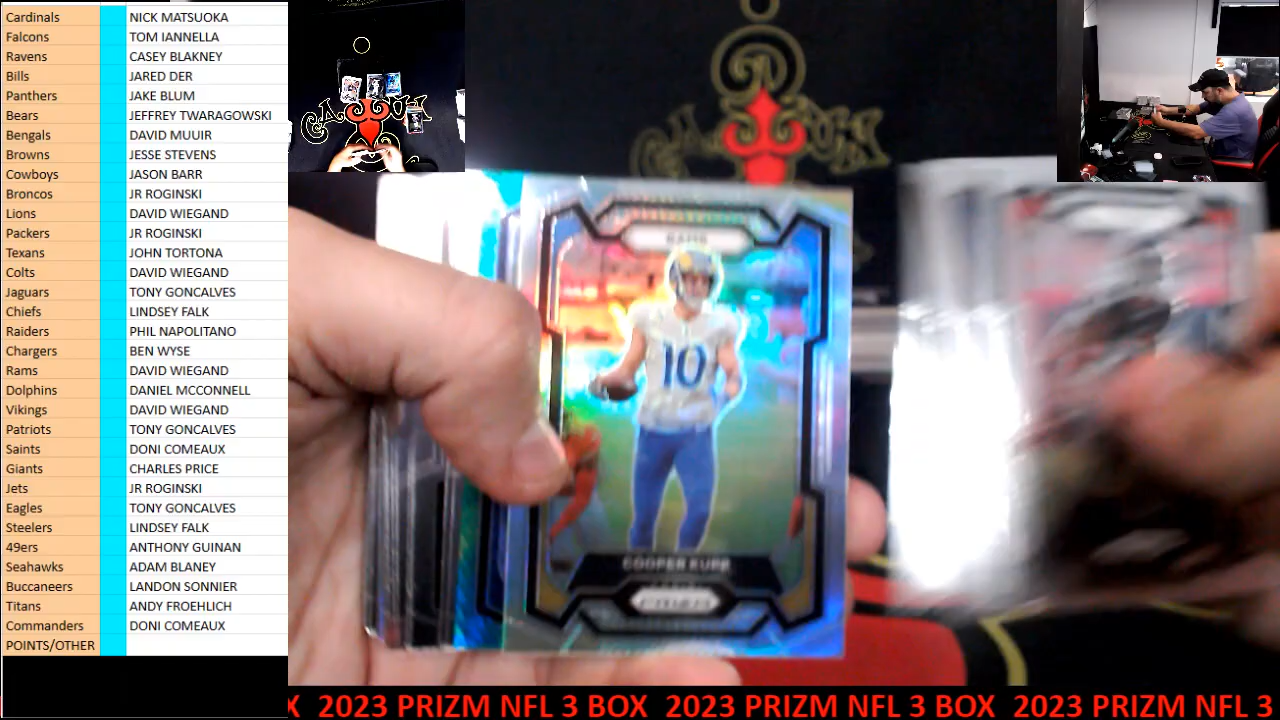 Cardinals NICK MATSUOKA
Falcons TOM IANNELLA
Ravens CASEY BLAKNEY
Bills JARED DER
Panthers JAKE BLUM
Bears JEFFREY TWARAGOWSKI
Bengals DAVID MUUIR
Browns JESSE STEVENS
Cowboys JASON BARR
Broncos JR ROGINSKI
Lions DAVID WIEGAND
Packers JR ROGINSKI
Texans JOHN TORTONA
Colts DAVID WIEGAND
Jaguars TONY GONCALVES
Chiefs LINDSEY FALK
Raiders PHIL NAPOLITANO
Chargers BEN WYSE
Rams DAVID WIEGAND
Dolphins DANIEL MCCONNELL
Vikings DAVID WIEGAND
Patriots TONY GONCALVES
Saints DONI COMEAUX
Giants CHARLES PRICE
Jets JR ROGINSKI
Eagles TONY GONCALVES
Steelers LINDSEY FALK
49ers ANTHONY GUINAN
Seahawks ADAM BLANEY
Buccaneers LANDON SONNIER
Titans ANDY FROEHLICH
Commanders DONI COMEAUX
POINTS/OTHER
RAMS
10
COOPER KUPP
PRIZM
X 2023 PRIZM NFL 3 BOX 2023 PRIZM NFL 3 BOX 2023 PRIZM NFL 3